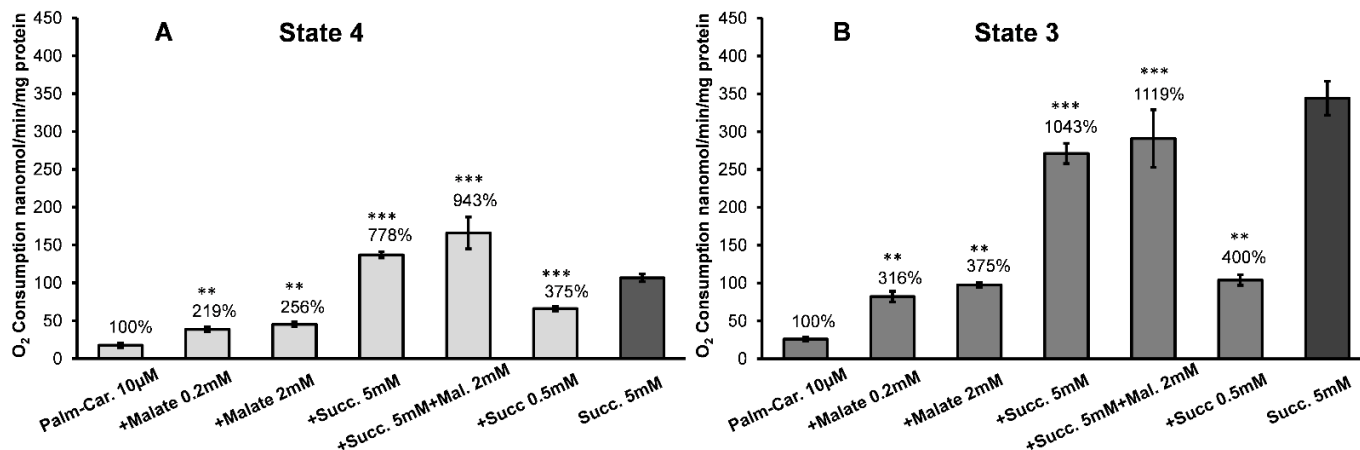 A State 4
O2 Consumption nanomol/min/mg protein
450
400
350
300
250
200
150
100
50
0
100%
**
219%
**
256%
***
778%
***
943%
***
375%
Palm-Car. 10µM
+Malate 0.2mM
+Malate 2mM
+Succ. 5mM
+Succ. 5mM+Mal. 2mM
+Succ 0.5mM
Succ. 5mM
B State 3
O2 Consumption nanomol/min/mg protein
450
400
350
300
250
200
150
100
50
0
100%
**
316%
**
375%
***
1043%
***
1119%
**
400%
Palm-Car. 10µM
+Malate 0.2mM
+Malate 2mM
+Succ. 5mM
+Succ. 5mM+Mal. 2mM
+Succ 0.5mM
Succ. 5mM